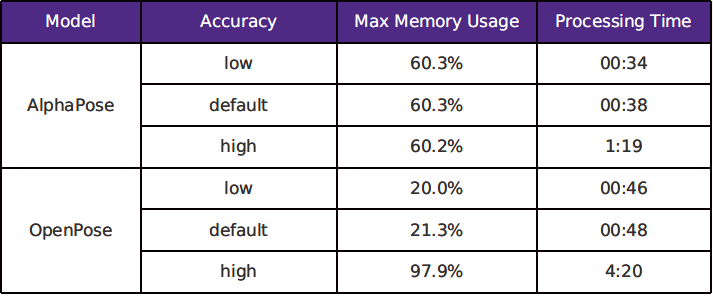 Model Accuracy Max Memory Usage Processing Time
low 60.3% 00:34
AlphaPose default 60.3% 00:38
high 60.2% 1:19
low 20.0% 00:46
OpenPose default 21.3% 00:48
high 97.9% 4:20